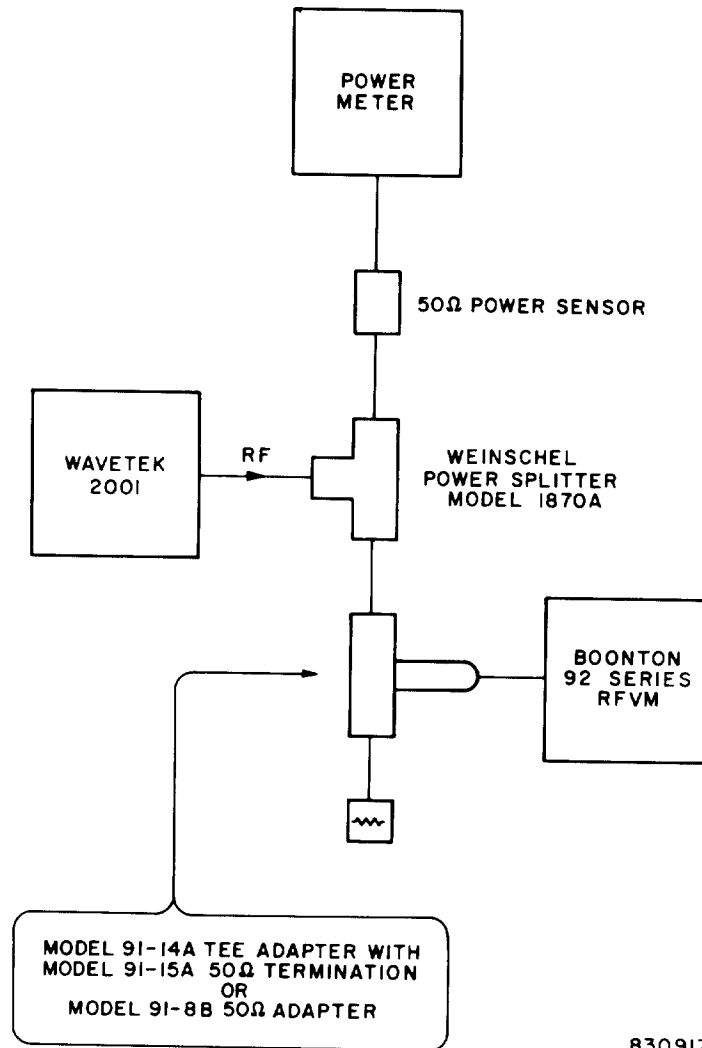 POWER
METER
50Ω POWER SENSOR
WAVETEK
2001
RF
WEINSCHEL
POWER SPLITTER
MODEL 1870A
BOONTON
92 SERIES
RFVM
MODEL 91-14A TEE ADAPTER WITH
MODEL 91-15A 50Ω TERMINATION
OR
MODEL 91-8B 50Ω ADAPTER